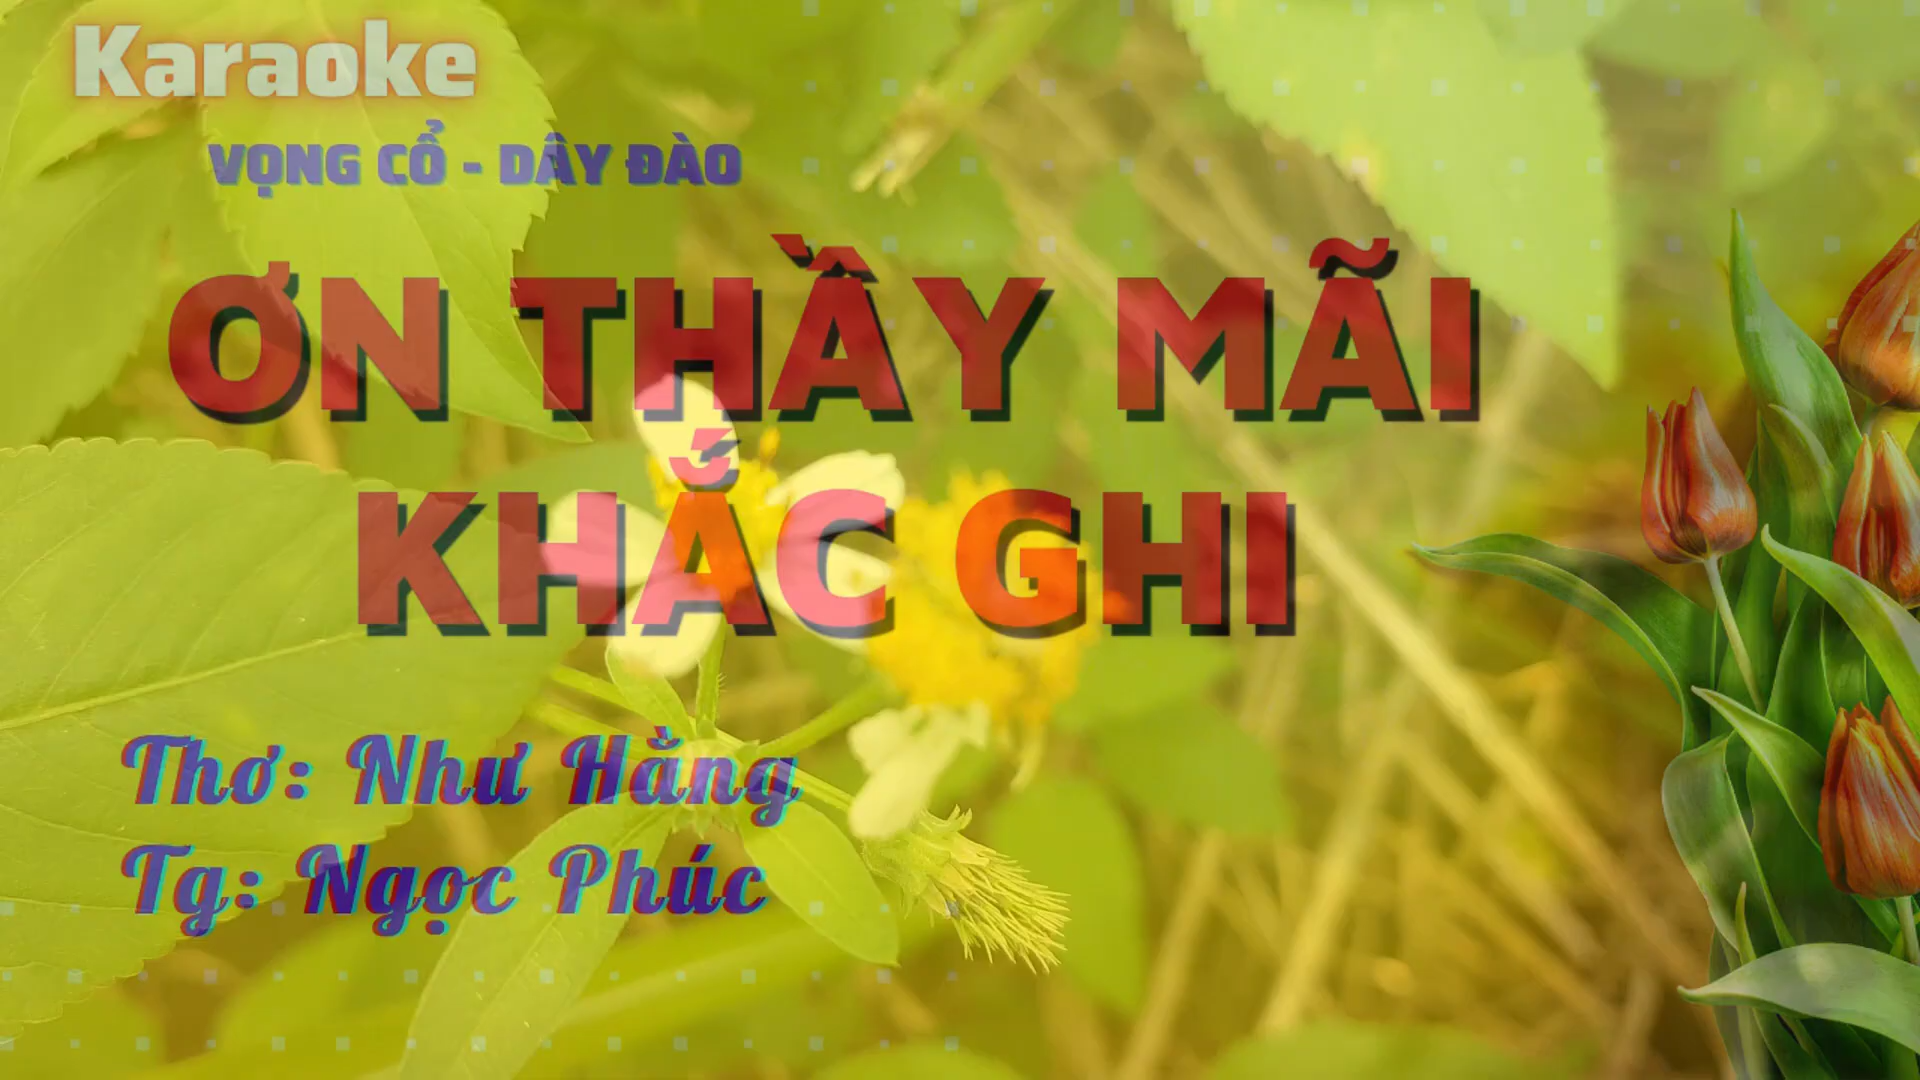 Karaoke
VỌNG CỔ - DÂY ĐÀO
ƠN THẦY MÃI
KHẮC GHI
Thơ: Như Hằng
Tg: Ngọc Phúc